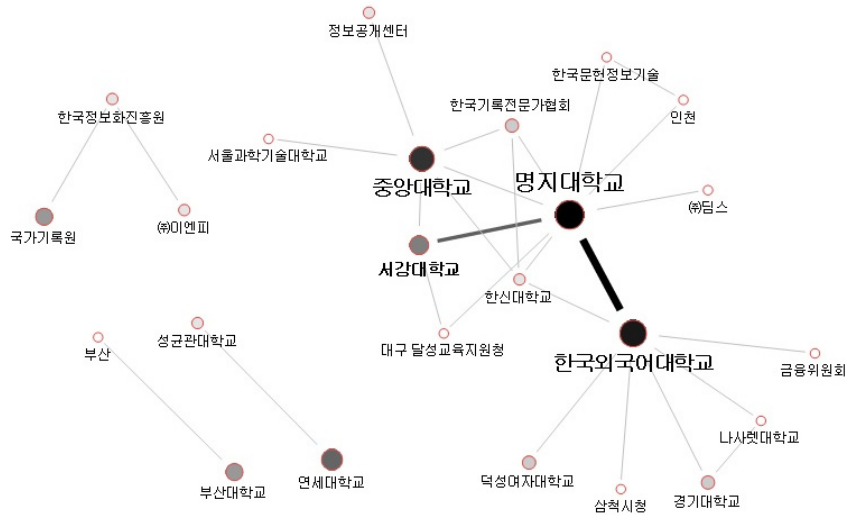 정보공개센터
한국문헌정보기술
한국기록전문가협회
한국정보화진흥원
인천
서울과학기술대학교
중앙대학교
명지대학교
㈜딤스
국가기록원
㈜이엔피
서강대학교
한신대학교
대구 달성교육지원청
성균관대학교
부산
한국외국어대학교
금융위원회
나사렛대학교
부산대학교
연세대학교
덕성여자대학교
삼척시청
경기대학교